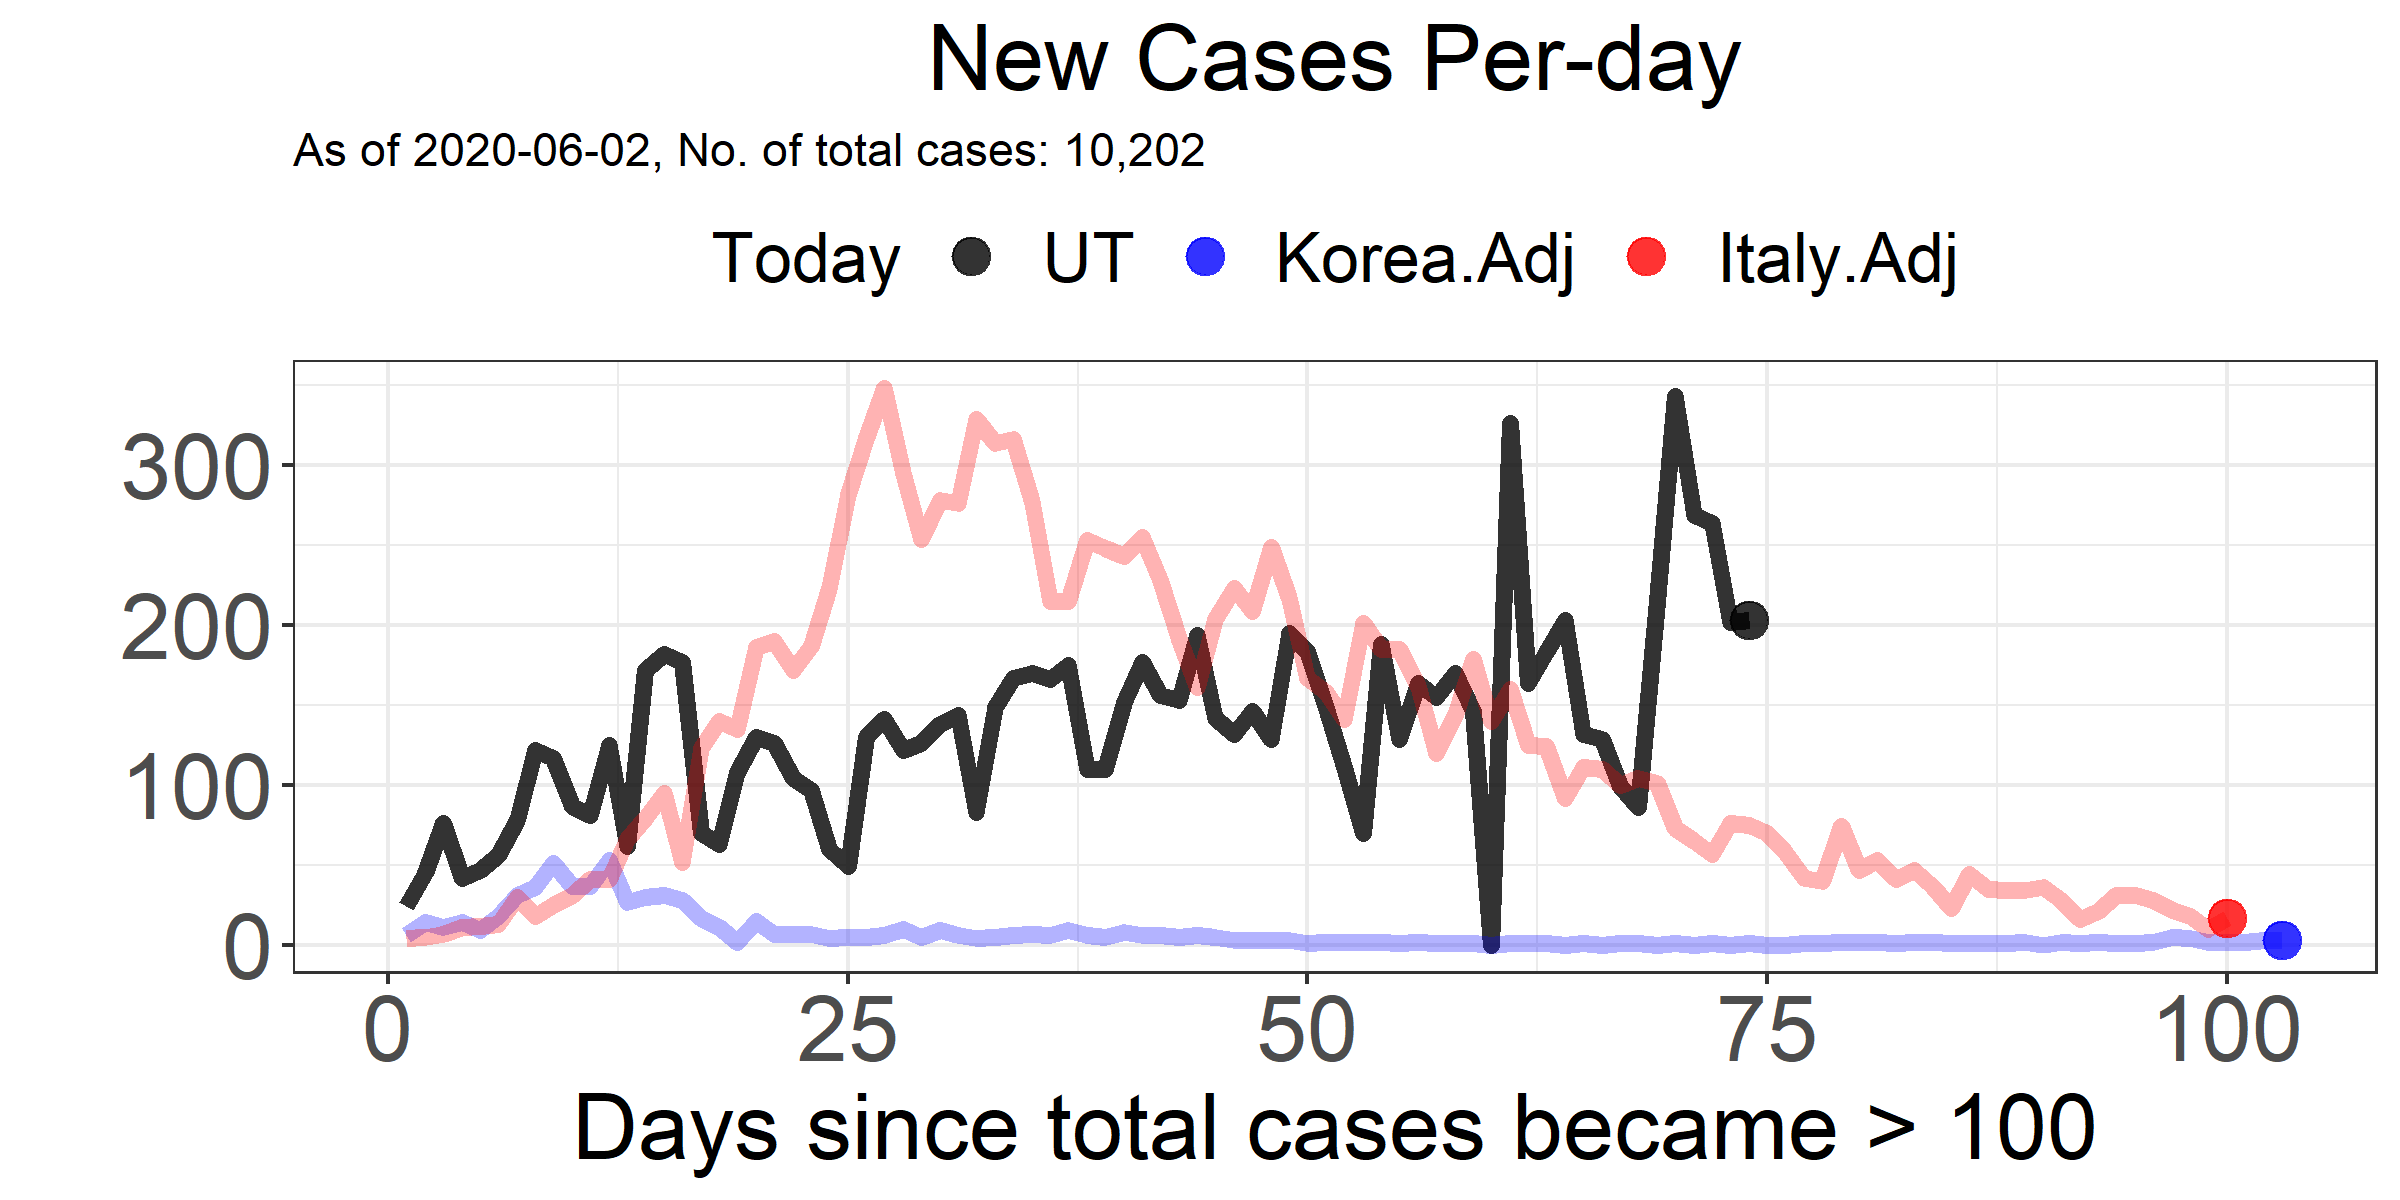 New Cases Per-day
As of 2020-06-02, No. of total cases: 10,202
Today UT Korea.Adj Italy.Adj
300
200
100
0
0 25 50 75 100
Days since total cases became > 100